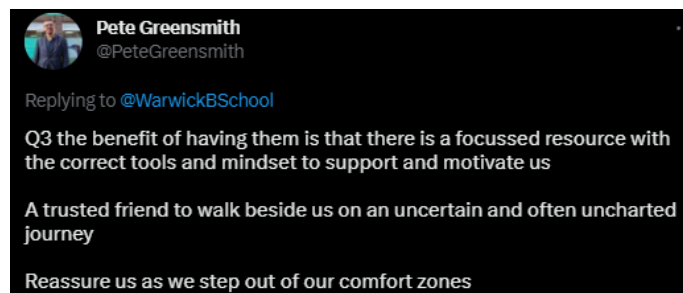 Pete Greensmith
@PeteGreensmith
Replying to @WarwickBSchool
Q3 the benefit of having them is that there is a focussed resource with
the correct tools and mindset to support and motivate us
A trusted friend to walk beside us on an uncertain and often uncharted
journey
Reassure us as we step out of our comfort zones